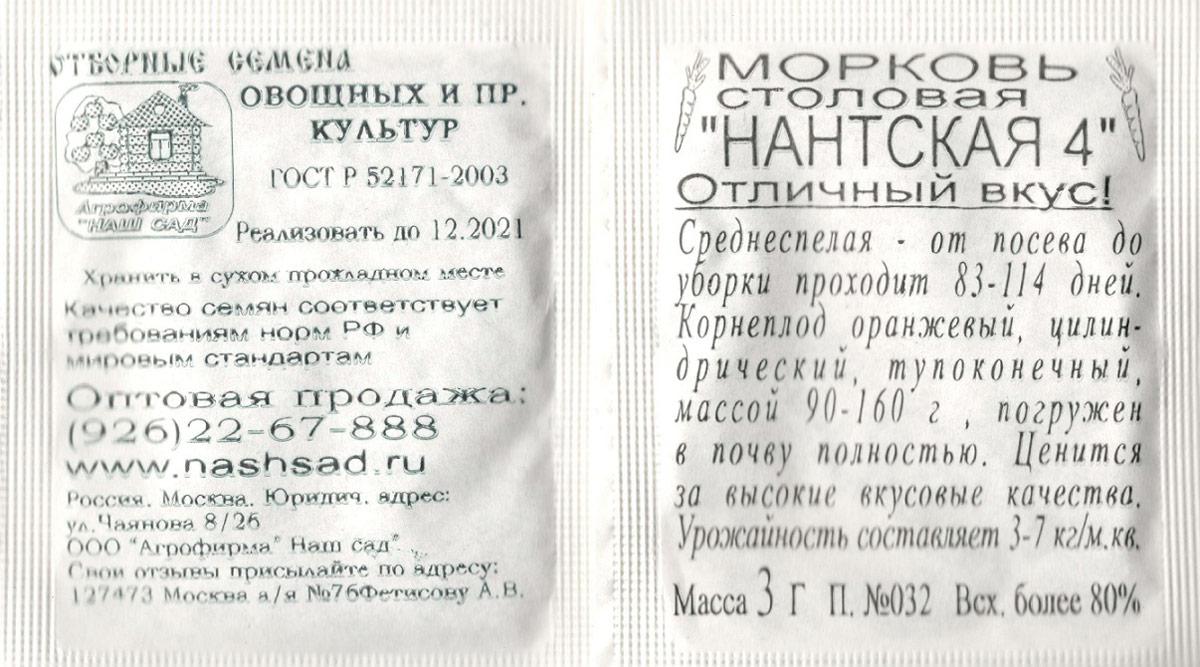 ОТБОРНЫЕ СЕМЕНА
ОВОЩНЫХ И ПР.
КУЛЬТУР
ГОСТ Р 52171-2003
Агрофирма
"НАШ САД"
Реализовать до 12.2021
Хранить в сухом прохладном месте
Качество семян соответствует
требованиям норм РФ и
мировым стандартам
Оптовая продажа:
(926)22-67-888
www.nashsad.ru
Россия. Москва. Юридич. адрес:
ул.Чаянова 8/26
ООО "Агрофирма" Наш сад"
Свои отзывы присылайте по адресу:
127473 Москва а/я №76Фетисову А.В.
МОРКОВЬ
СТОЛОВАЯ
"НАНТСКАЯ 4"
Отличный вкус!
Среднеспелая - от посева до
уборки проходит 83-114 дней.
Корнеплод оранжевый, цилин-
дрический, тупоконечный,
массой 90-160 г , погружен
в почву полностью. Ценится
за высокие вкусовые качества.
Урожайность составляет 3-7 кг/м.кв.
Масса 3 Г П. №032 Всх. более 80%